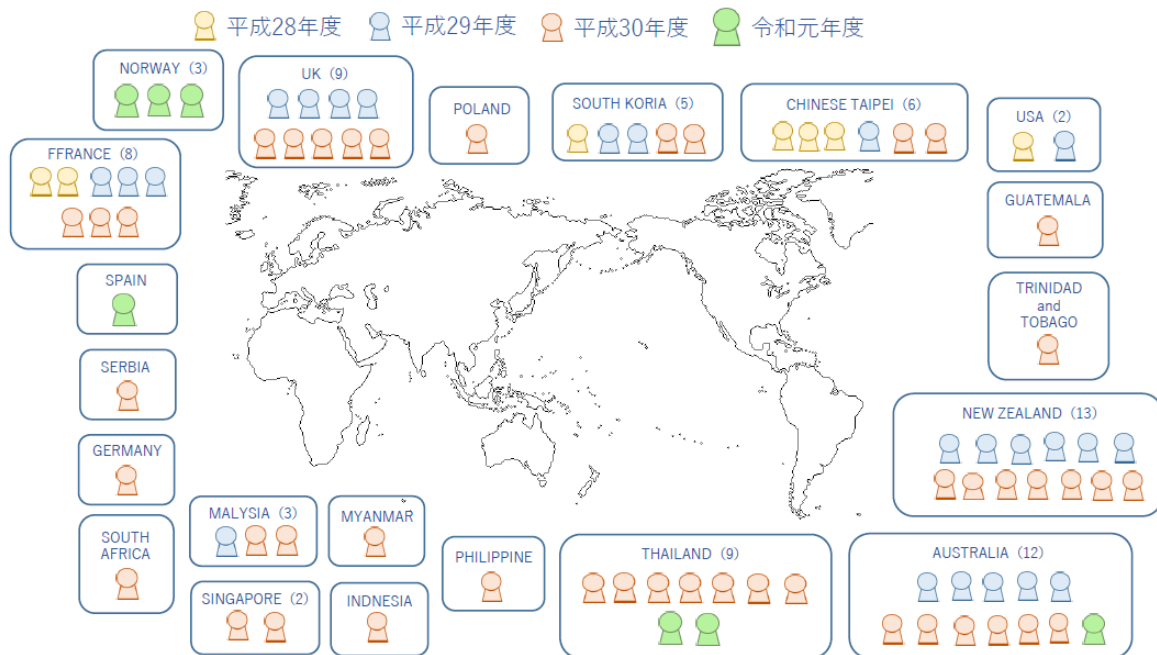 平成28年度 平成29年度 平成30年度 令和元年度
NORWAY (3)
UK (9)
POLAND
SOUTH KORIA (5)
CHINESE TAIPEI (6)
USA (2)
FFRANCE (8)
GUATEMALA
SPAIN
TRINIDAD
and
TOBAGO
SERBIA
NEW ZEALAND (13)
GERMANY
MALYSIA (3)
MYANMAR
SOUTH
AFRICA
PHILIPPINE
THAILAND (9)
AUSTRALIA (12)
SINGAPORE (2)
INDNESIA